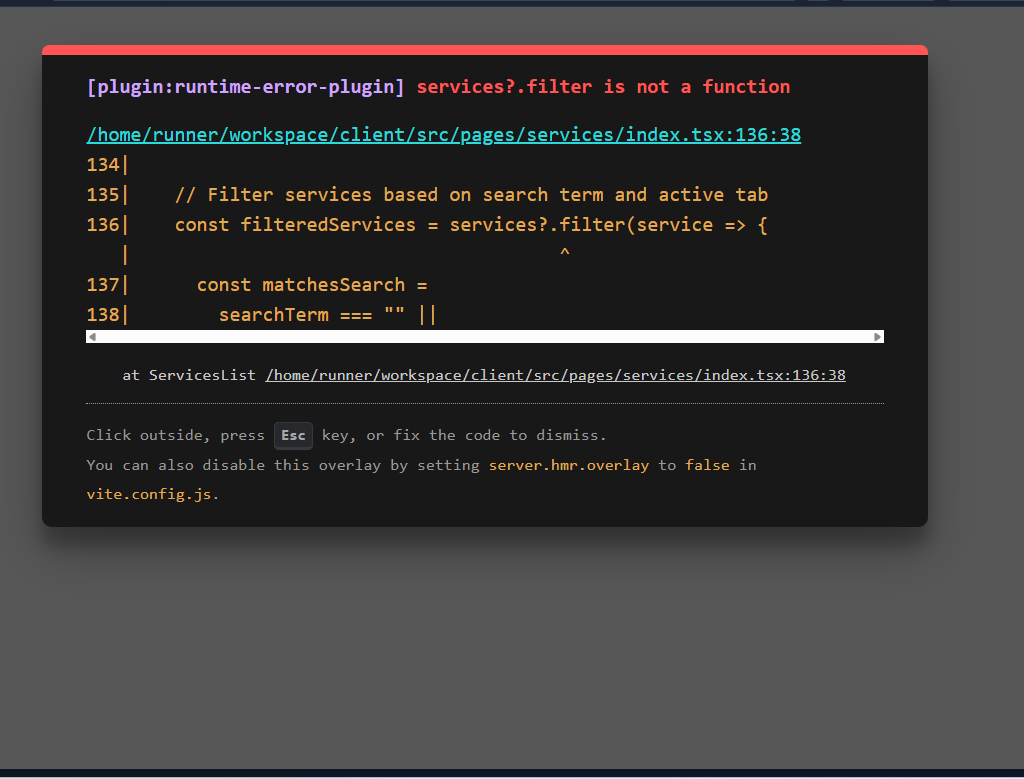 [plugin:runtime-error-plugin] services?.filter is not a function
/home/runner/workspace/client/src/pages/services/index.tsx:136:38
134|
135|    // Filter services based on search term and active tab
136|    const filteredServices = services?.filter(service => {
   |                                       ^
137|      const matchesSearch =
138|        searchTerm === "" ||
at ServicesList /home/runner/workspace/client/src/pages/services/index.tsx:136:38
Click outside, press Esc key, or fix the code to dismiss.
You can also disable this overlay by setting server.hmr.overlay to false in
vite.config.js.